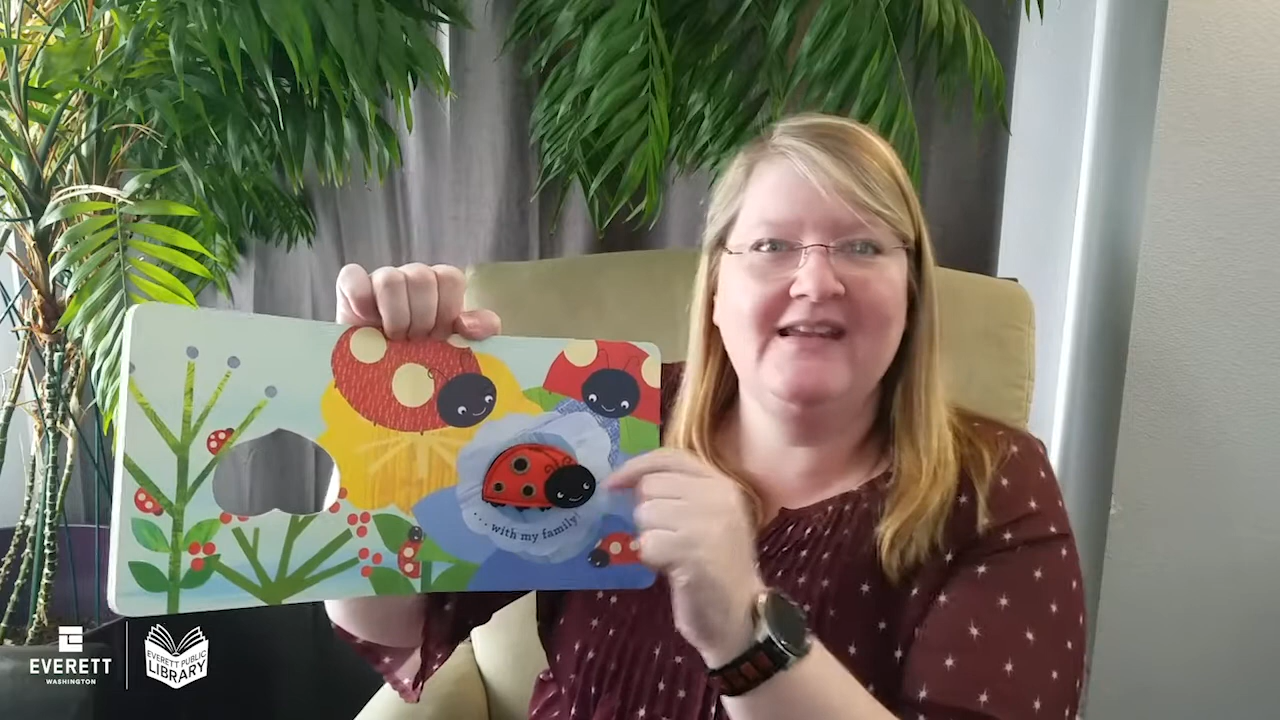 . . . with my family!
EVERETT
WASHINGTON
EVERETT PUBLIC
LIBRARY